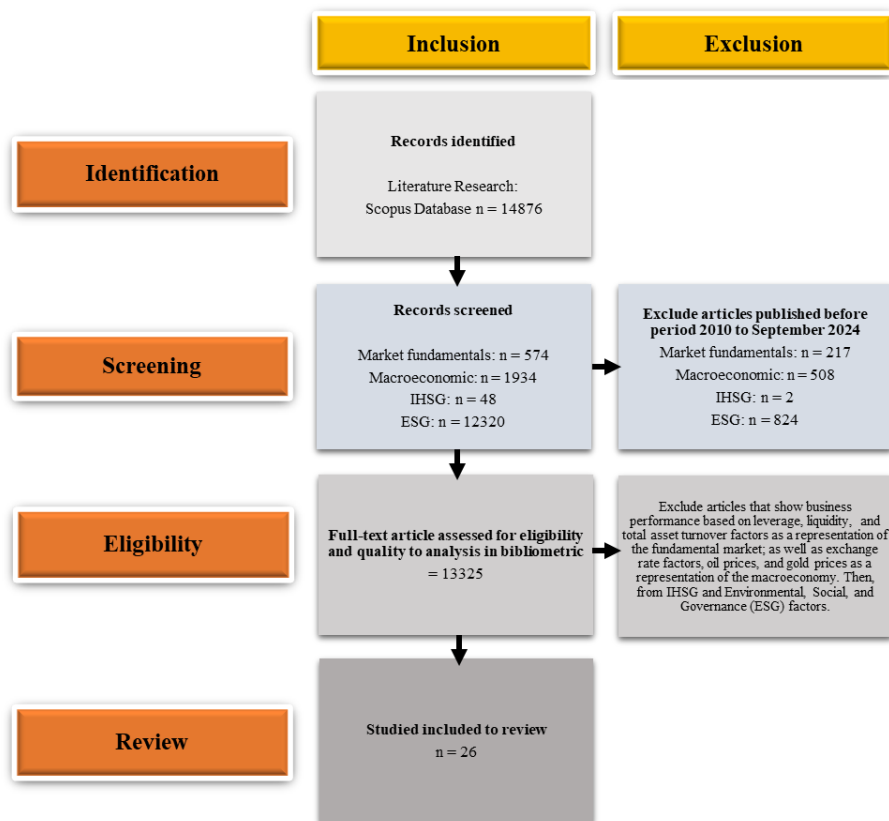 Inclusion
Exclusion
Identification
Records identified
Literature Research:
Scopus Database n = 14876
Screening
Records screened
Market fundamentals: n = 574
Macroeconomic: n = 1934
IHSG: n = 48
ESG: n = 12320
Exclude articles published before
period 2010 to September 2024
Market fundamentals: n = 217
Macroeconomic: n = 508
IHSG: n = 2
ESG: n = 824
Eligibility
Full-text article assessed for eligibility
and quality to analysis in bibliometric
= 13325
Exclude articles that show business
performance based on leverage, liquidity, and
total asset turnover factors as a representation of
the fundamental market; as well as exchange
rate factors, oil prices, and gold prices as a
representation of the macroeconomy. Then,
from IHSG and Environmental, Social, and
Governance (ESG) factors.
Review
Studied included to review
n = 26